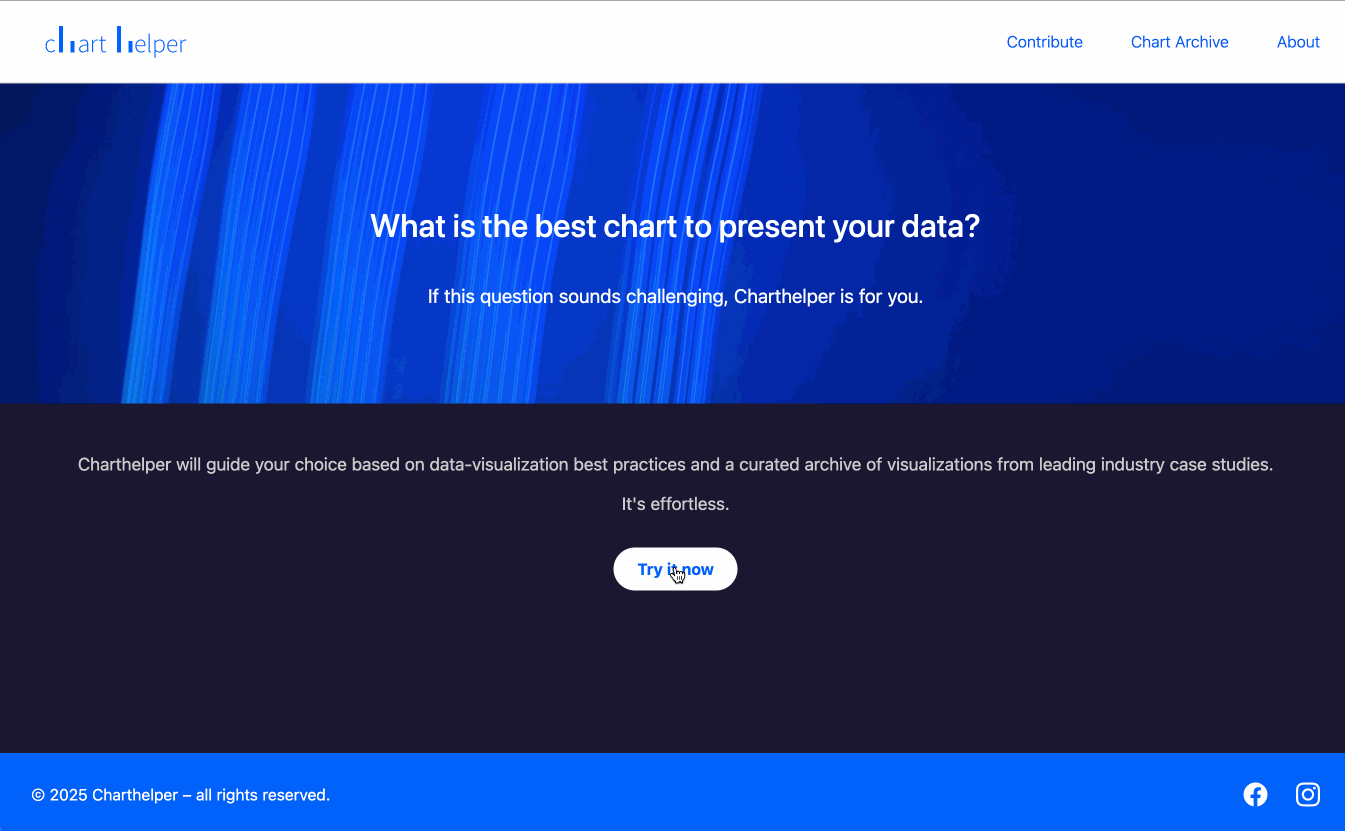 chart helper
Contribute
Chart Archive
About
What is the best chart to present your data?
If this question sounds challenging, Charthelper is for you.
Charthelper will guide your choice based on data-visualization best practices and a curated archive of visualizations from leading industry case studies.
It's effortless.
Try it now
© 2025 Charthelper – all rights reserved.